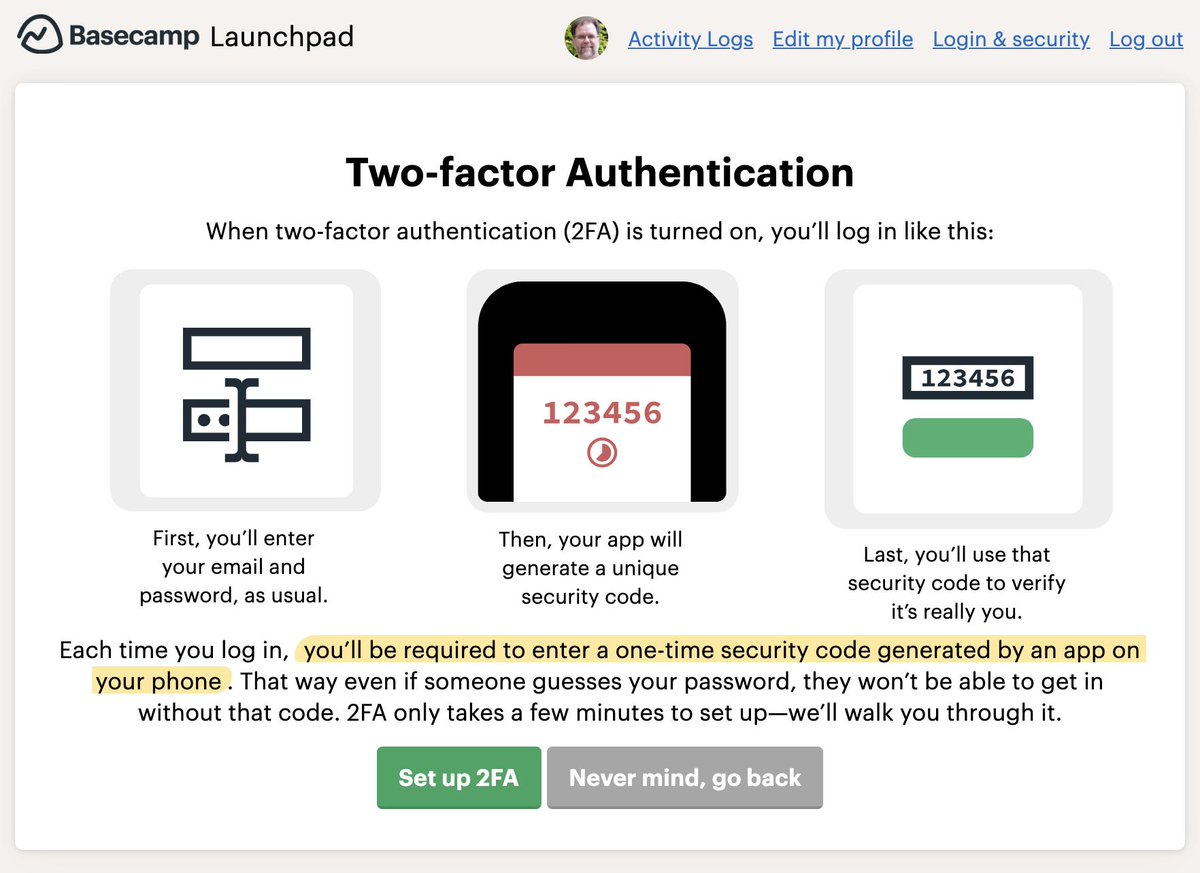 Basecamp Launchpad
Activity Logs Edit my profile Login & security Log out
Two-factor Authentication
When two-factor authentication (2FA) is turned on, you’ll log in like this:
First, you’ll enter
your email and
password, as usual.
123456
Then, your app will
generate a unique
security code.
123456
Last, you’ll use that
security code to verify
it’s really you.
Each time you log in, you’ll be required to enter a one-time security code generated by an app on
your phone. That way even if someone guesses your password, they won’t be able to get in
without that code. 2FA only takes a few minutes to set up—we’ll walk you through it.
Set up 2FA
Never mind, go back